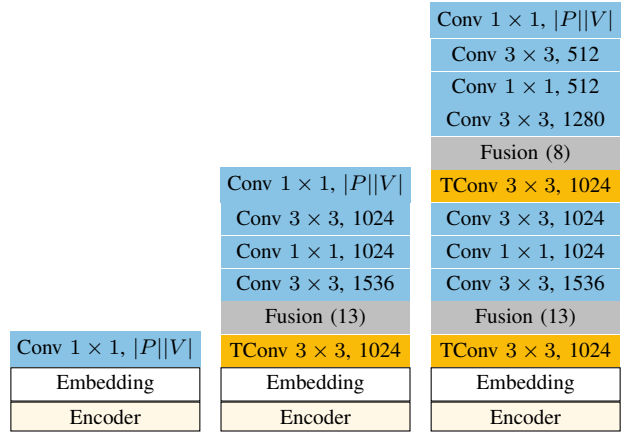 Conv 1 × 1, |P||V|
Embedding
Encoder
Conv 1 × 1, |P||V|
Conv 3 × 3, 1024
Conv 1 × 1, 1024
Conv 3 × 3, 1536
Fusion (13)
TConv 3 × 3, 1024
Embedding
Encoder
Conv 1 × 1, |P||V|
Conv 3 × 3, 512
Conv 1 × 1, 512
Conv 3 × 3, 1280
Fusion (8)
TConv 3 × 3, 1024
Conv 3 × 3, 1024
Conv 1 × 1, 1024
Conv 3 × 3, 1536
Fusion (13)
TConv 3 × 3, 1024
Embedding
Encoder